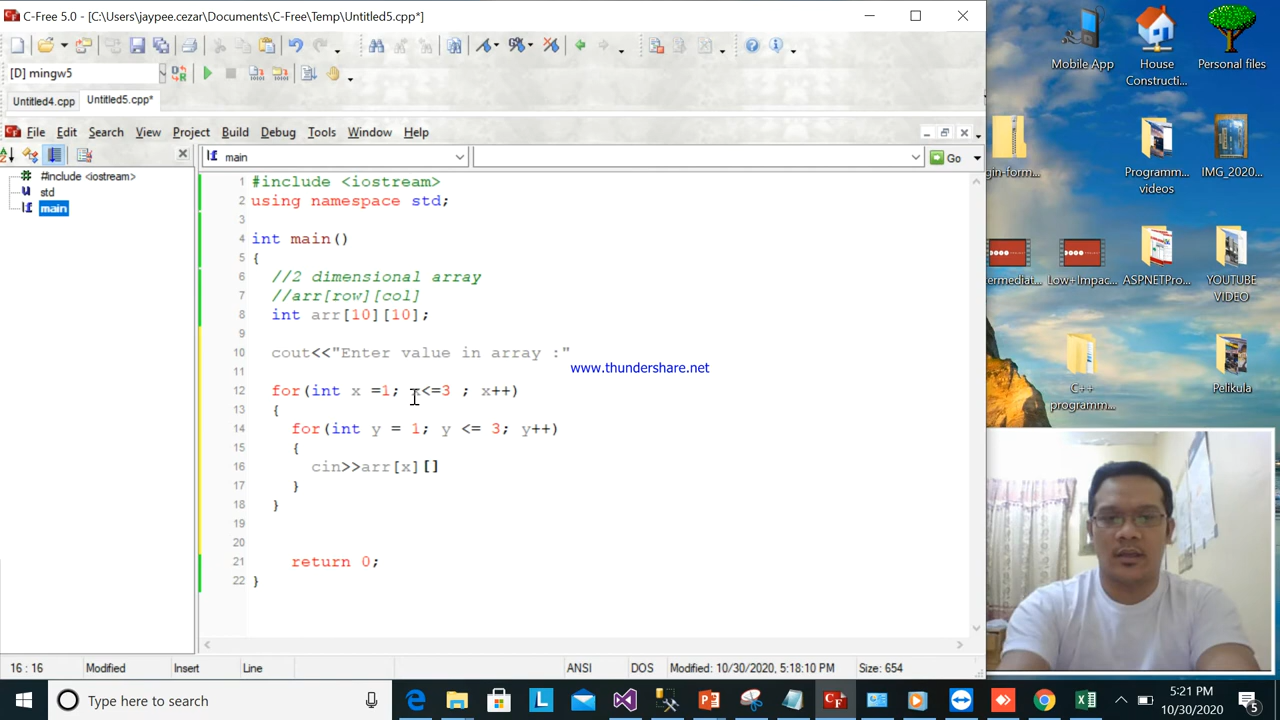 C-Free 5.0 - [C:\Users\jaypee.cezar\Documents\C-Free\Temp\Untitled5.cpp*]
[D] mingw5
Untitled4.cpp
Untitled5.cpp*
File Edit Search View Project Build Debug Tools Window Help
main
Go
#include <iostream>
std
main
1 #include <iostream>
2 using namespace std;
3
4 int main()
5 {
6 //2 dimensional array
7 //arr[row][col]
8 int arr[10][10];
9
10 cout<<"Enter value in array :"
11
12 for(int x =1; x<=3 ; x++)
13 {
14 for(int y = 1; y <= 3; y++)
15 {
16 cin>>arr[x][]
17 }
18 }
19
20
21 return 0;
22 }
www.thundershare.net
16 : 16 Modified Insert Line ANSI DOS Modified: 10/30/2020, 5:18:10 PM Size: 654
Mobile App
House
Constructi...
Personal files
gin-form...
Programm...
videos
IMG_2020...
termediat...
Low+Impac...
ASPNETPro...
YOUTUBE
VIDEO
C++
programm...
Pelikula
Type here to search
5:21 PM
10/30/2020
5